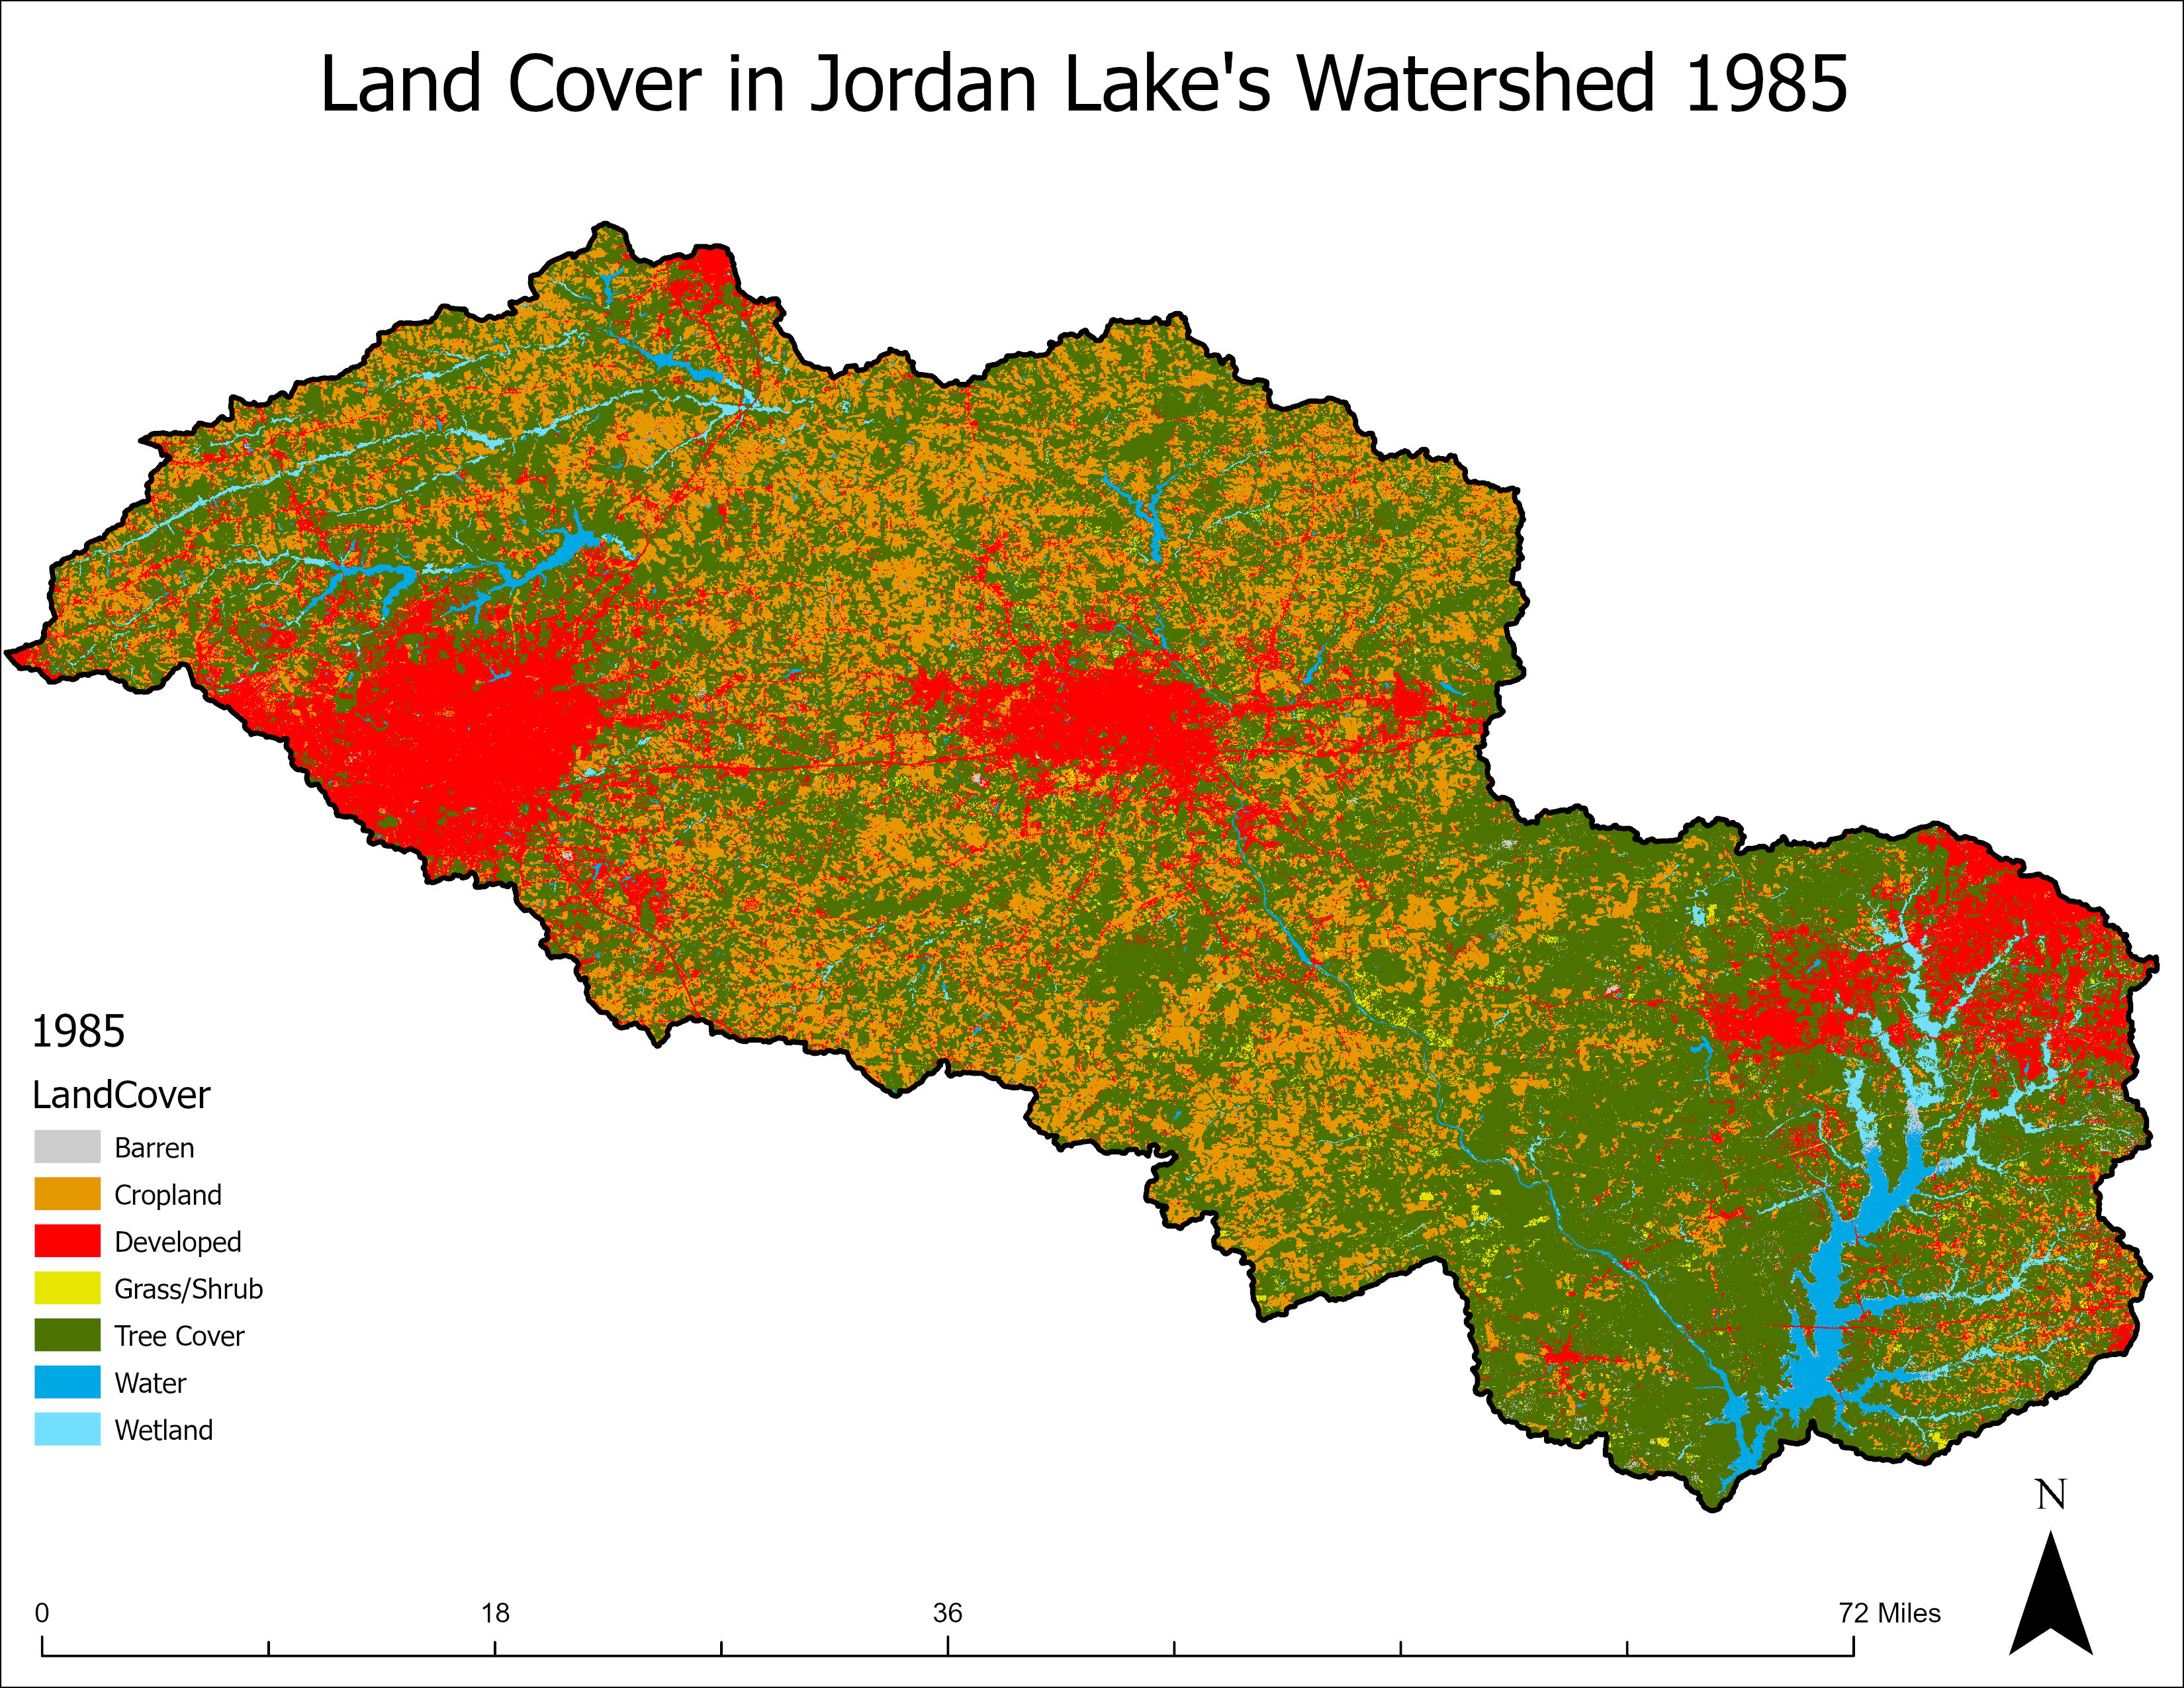 Land Cover in Jordan Lake's Watershed 1985
1985
LandCover
Barren
Cropland
Developed
Grass/Shrub
Tree Cover
Water
Wetland
N
0 18 36 72 Miles